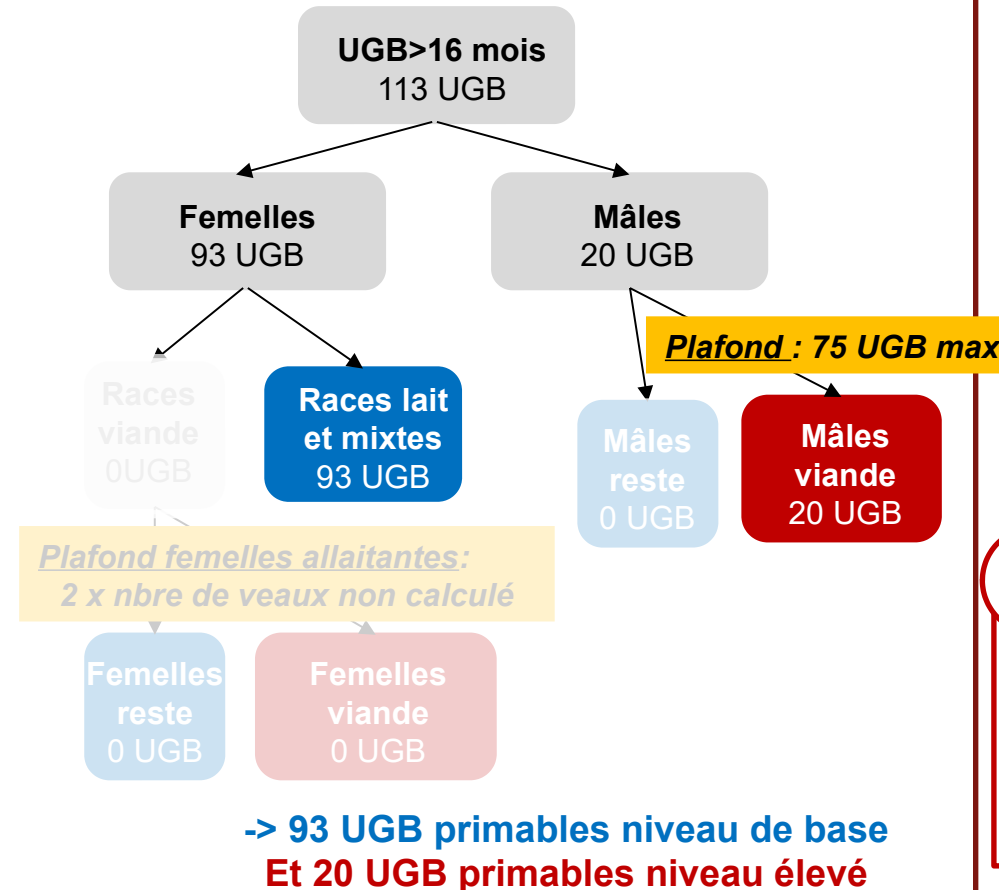 UGB>16 mois
113 UGB
Femelles
93 UGB
Mâles
20 UGB
Plafond : 75 UGB max
Races
viande
0UGB
Races lait
et mixtes
93 UGB
Mâles
reste
0 UGB
Mâles
viande
20 UGB
Plafond femelles allaitantes:
2 x nbre de veaux non calculé
Femelles
reste
0 UGB
Femelles
viande
0 UGB
-> 93 UGB primables niveau de base
Et 20 UGB primables niveau élevé